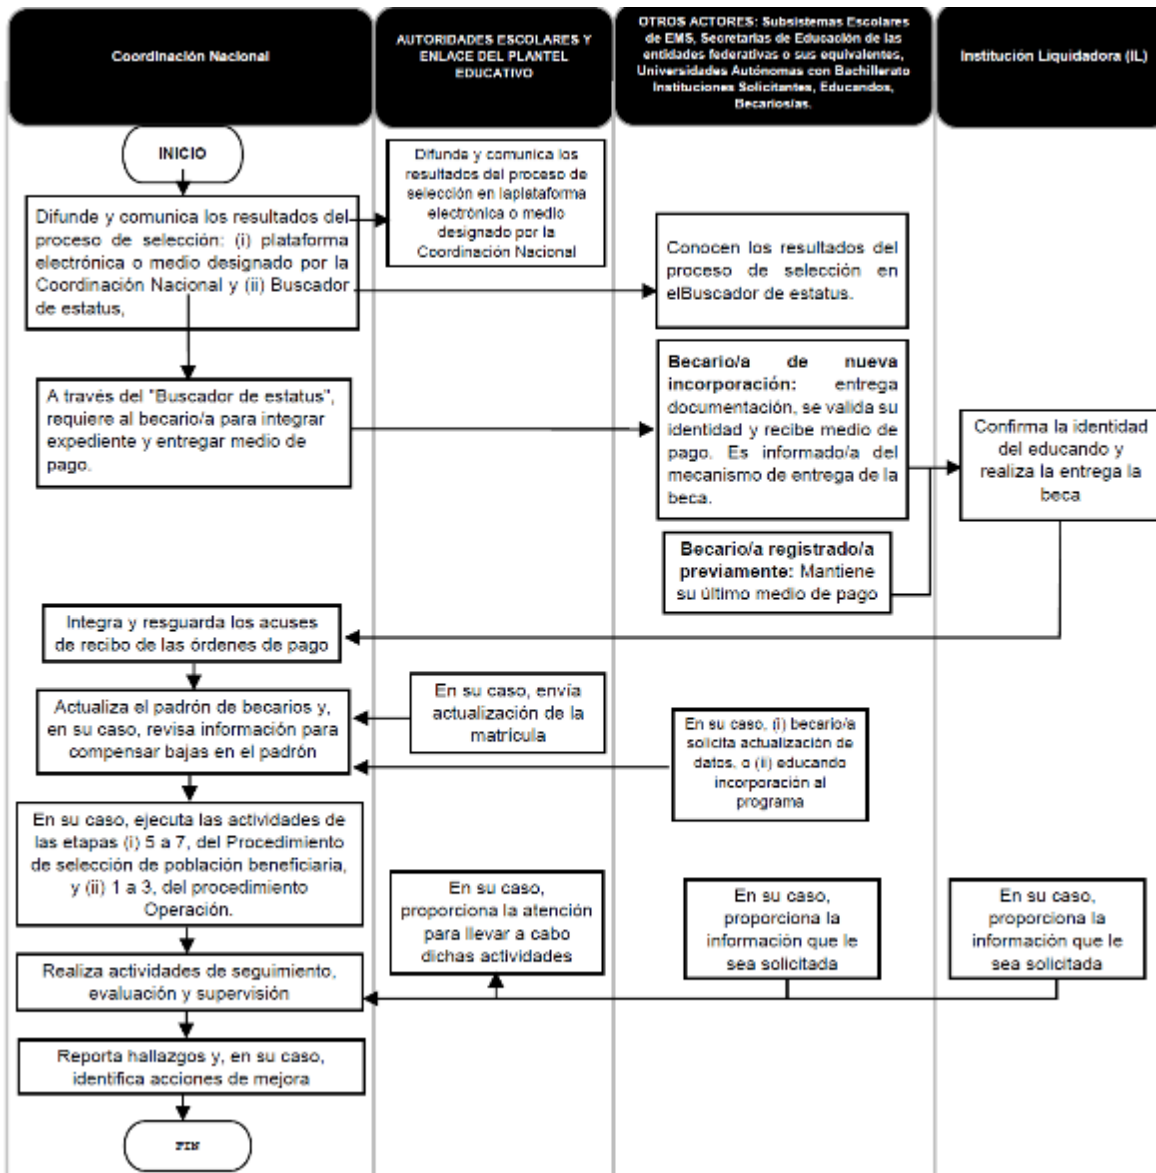 Coordinación Nacional
AUTORIDADES ESCOLARES Y
ENLACE DEL PLANTEL
EDUCATIVO
OTROS ACTORES: Subsistemas Escolares
de EMS, Secretarias de Educación de las
entidades federativas o sus equivalentes,
Universidades Autónomas con Bachillerato
Instituciones Solicitantes, Educandos,
Becarios/as.
Institución Liquidadora (IL)
INICIO
Difunde y comunica los resultados del
proceso de selección: (i) plataforma
electrónica o medio designado por la
Coordinación Nacional y (ii) Buscador
de estatus,
Difunde y comunica los
resultados del proceso de
selección en laplataforma
electrónica o medio
designado por la
Coordinación Nacional
Conocen los resultados del
proceso de selección en
elBuscador de estatus.
A través del "Buscador de estatus",
requiere al becario/a para integrar
expediente y entregar medio de
pago.
Becario/a de nueva
incorporación: entrega
documentación, se valida su
identidad y recibe medio de
pago. Es informado/a del
mecanismo de entrega de la
beca.
Confirma la identidad
del educando y
realiza la entrega la
beca
Becario/a registrado/a
previamente: Mantiene
su último medio de pago
Integra y resguarda los acuses
de recibo de las órdenes de pago
Actualiza el padrón de becarios y,
en su caso, revisa información para
compensar bajas en el padrón
En su caso, envía
actualización de la
matrícula
En su caso, (i) becario/a
solicita actualización de
datos, o (ii) educando
incorporación al
programa
En su caso, ejecuta las actividades de
las etapas (i) 5 a 7, del Procedimiento
de selección de población beneficiaria,
y (ii) 1 a 3, del procedimiento
Operación.
En su caso,
proporciona la atención
para llevar a cabo
dichas actividades
En su caso,
proporciona la
información que le
sea solicitada
En su caso,
proporciona la
información que le
sea solicitada
Realiza actividades de seguimiento,
evaluación y supervisión
Reporta hallazgos y, en su caso,
identifica acciones de mejora
FIN